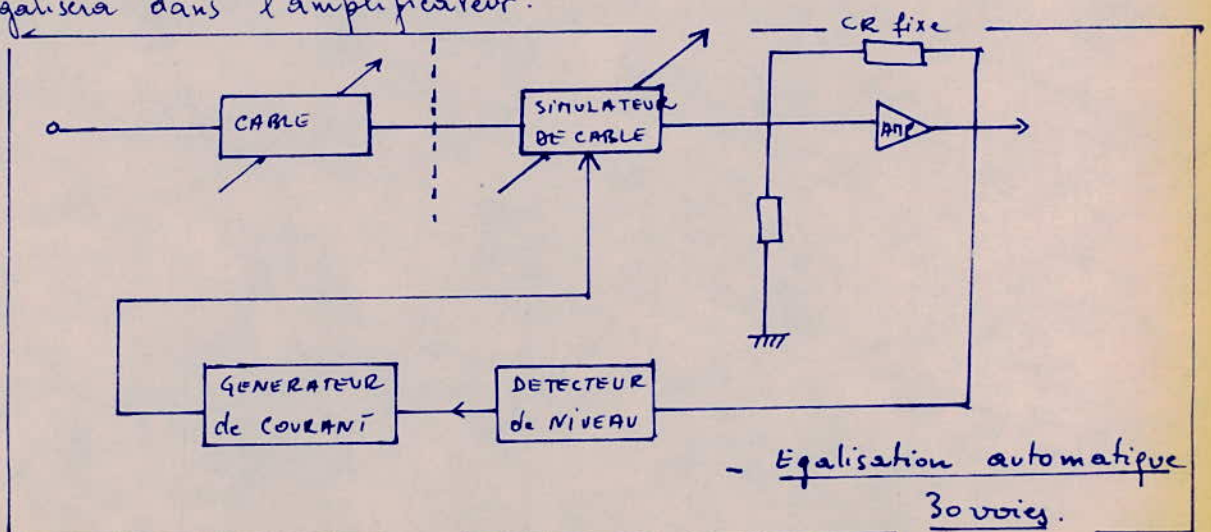 égalisera dans l'amplificateur.
CR fixe
CABLE
SIMULATEUR
DE CABLE
AMP
GENERATEUR
de COURANT
DETECTEUR
de NIVEAU
- Egalisation automatique
30 voies.